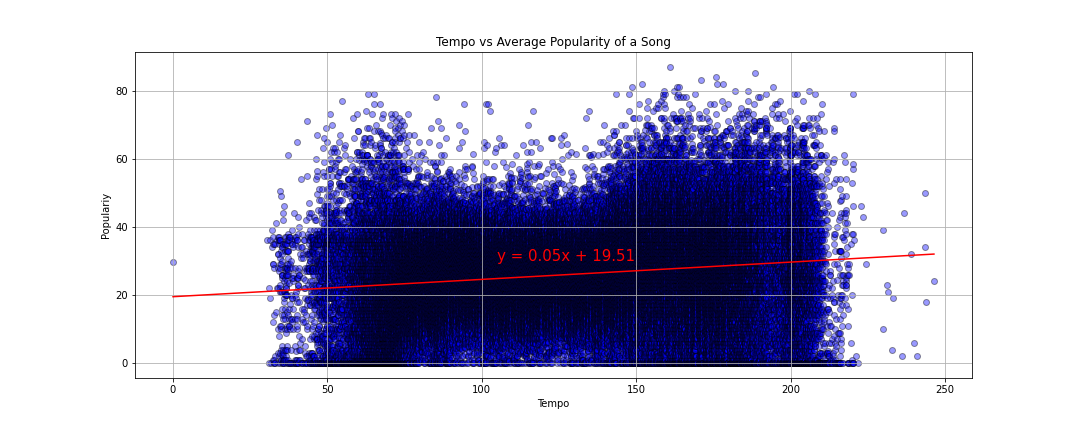 Tempo vs Average Popularity of a Song
80
60
40
20
0
Populariy
y = 0.05x + 19.51
0 50 100 150 200 250
Tempo